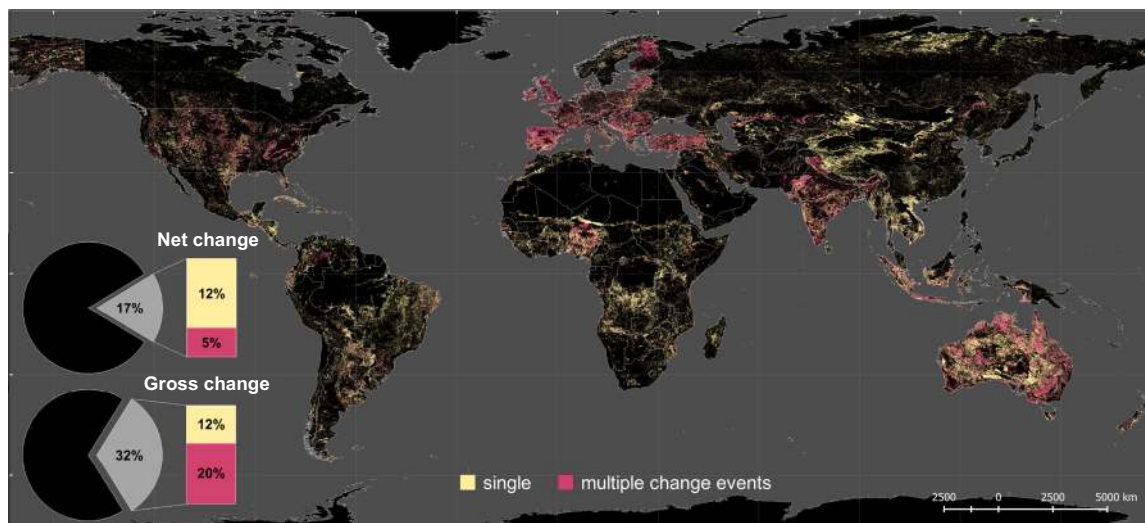 Net change
17%
12%
5%
Gross change
32%
12%
20%
single
multiple change events
2500 0 2500 5000 km